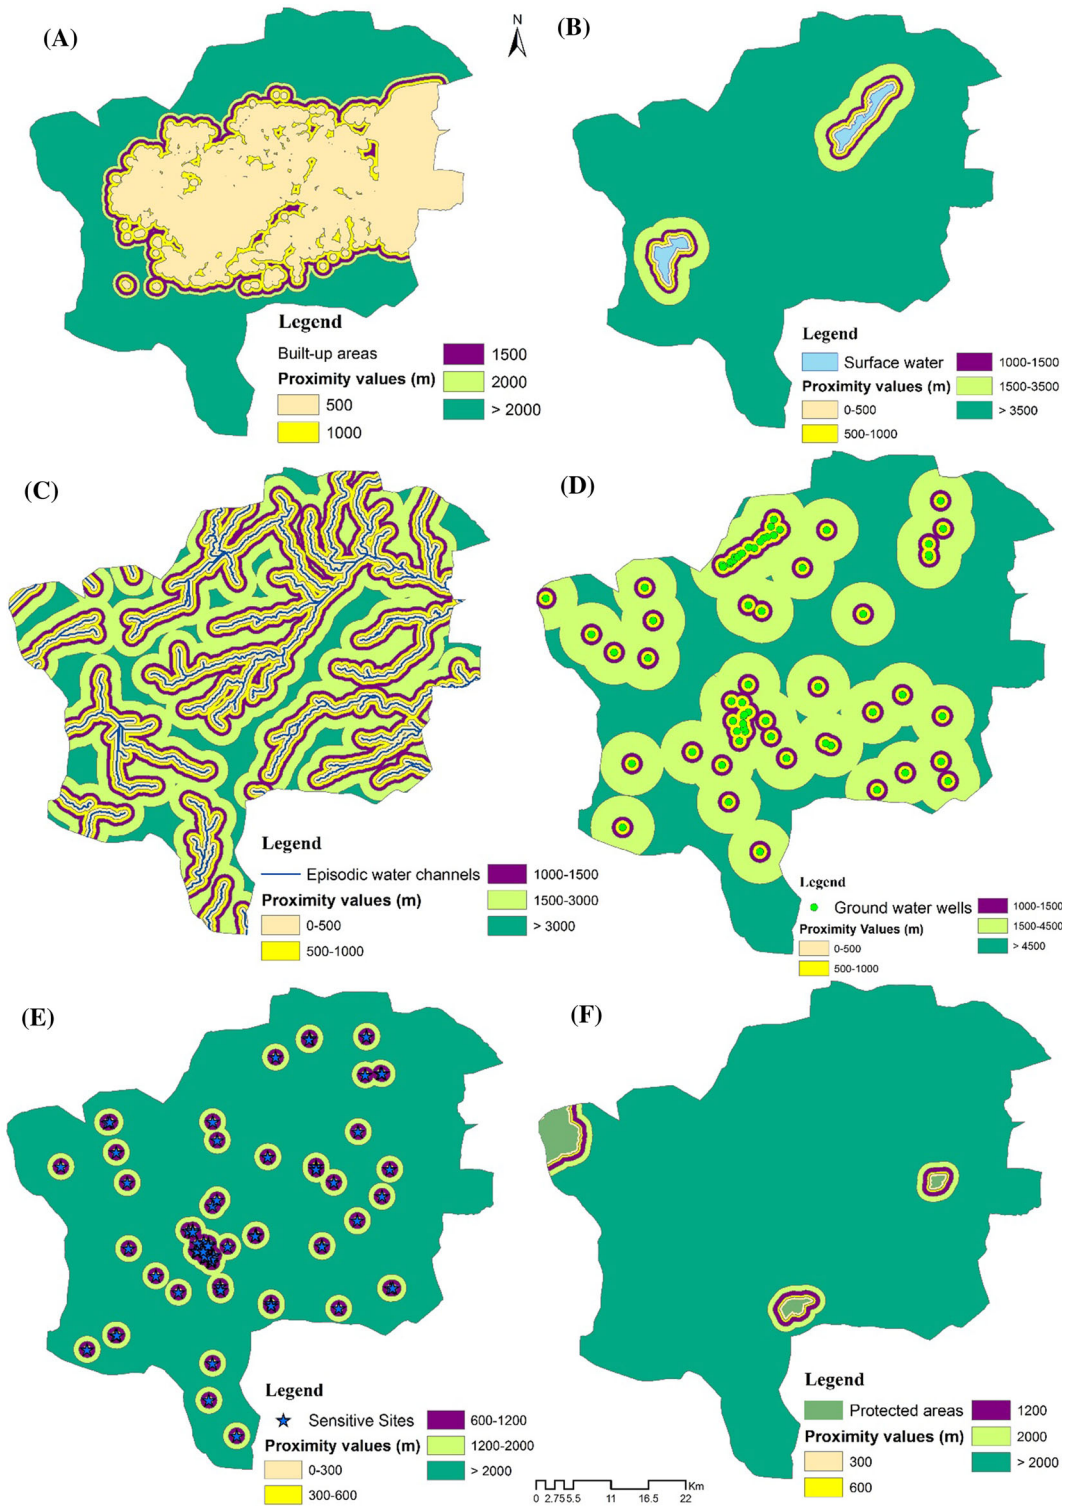 (A)
N
(B)
Legend
Built-up areas
Proximity values (m)
500
1000
1500
2000
> 2000
Legend
Surface water
Proximity values (m)
0-500
500-1000
1000-1500
1500-3500
> 3500
(C)
(D)
Legend
Episodic water channels
Proximity values (m)
0-500
500-1000
1000-1500
1500-3000
> 3000
Legend
Ground water wells
Proximity Values (m)
0-500
500-1000
1000-1500
1500-4500
> 4500
(E)
(F)
Legend
Sensitive Sites
Proximity values (m)
0-300
300-600
600-1200
1200-2000
> 2000
Legend
Protected areas
Proximity values (m)
300
600
1200
2000
> 2000
Km
0 2.75 5.5 11 16.5 22